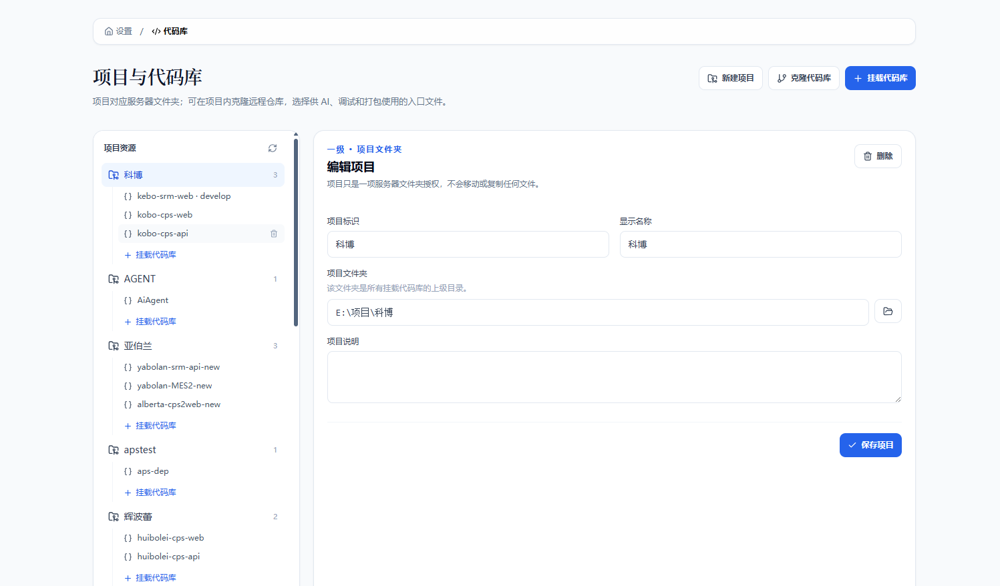 设置 / </> 代码库
项目与代码库
项目对应服务器文件夹；可在项目内克隆远程仓库，选择供 AI、调试和打包使用的入口文件。
新建项目
克隆代码库
+ 挂载代码库
项目资源
科博 3
{} kebo-srm-web · develop
{} kobo-cps-web
{} kobo-cps-api
+ 挂载代码库
AGENT 1
{} AiAgent
+ 挂载代码库
亚伯兰 3
{} yabolan-srm-api-new
{} yabolan-MES2-new
{} alberta-cps2web-new
+ 挂载代码库
apstest 1
{} aps-dep
+ 挂载代码库
辉波蕾 2
{} huibolei-cps-web
{} huibolei-cps-api
+ 挂载代码库
一级 • 项目文件夹
编辑项目
项目只是一项服务器文件夹授权，不会移动或复制任何文件。
删除
项目标识
科博
显示名称
科博
项目文件夹
该文件夹是所有挂载代码库的上级目录。
E:\项目\科博
项目说明
保存项目